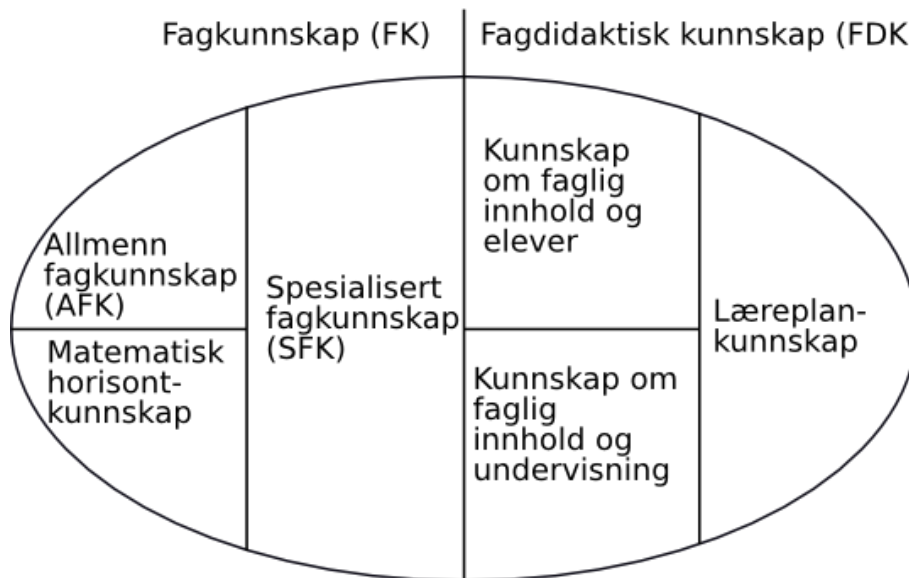 Fagkunnskap (FK)
Fagdidaktisk kunnskap (FDK
Allmenn
fagkunnskap
(AFK)
Matematisk
horisont-
kunnskap
Spesialisert
fagkunnskap
(SFK)
Kunnskap
om faglig
innhold og
elever
Kunnskap om
faglig
innhold og
undervisning
Læreplan-
kunnskap